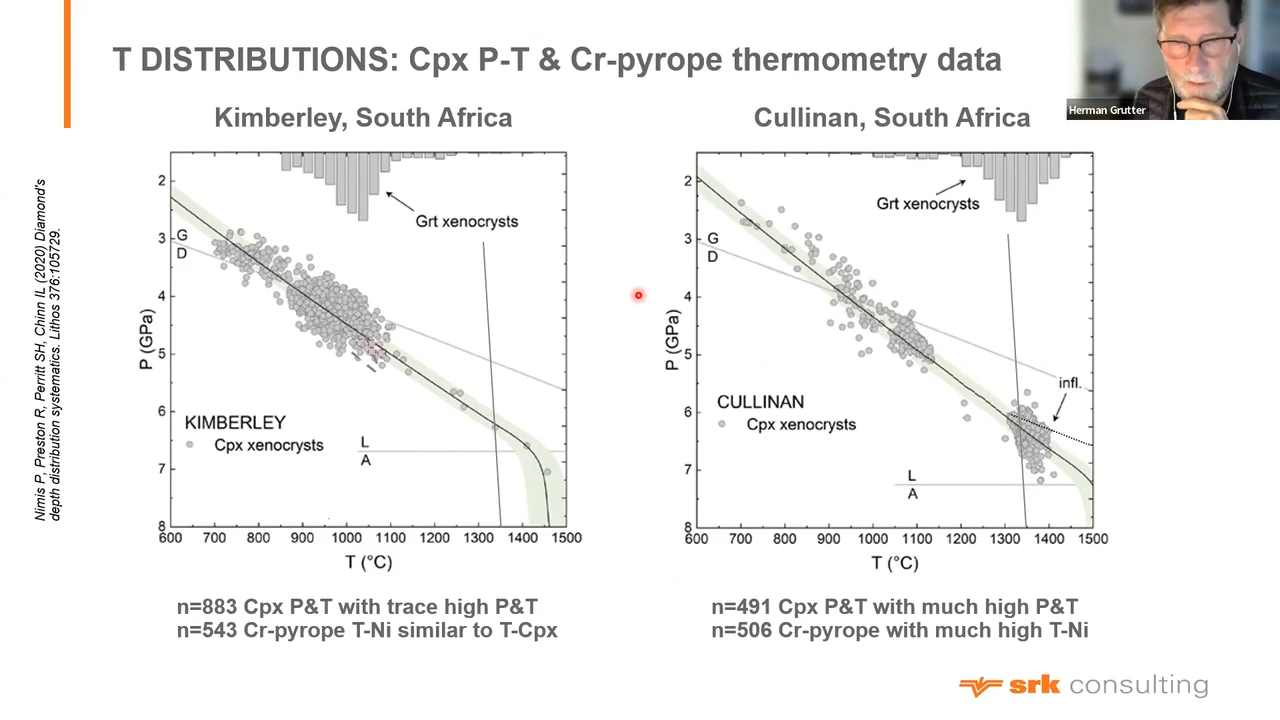 T DISTRIBUTIONS: Cpx P-T & Cr-pyrope thermometry data
Herman Grutter
Kimberley, South Africa
Cullinan, South Africa
Nimis P, Preston R, Perritt SH, Chinn IL (2020) Diamond's
depth distribution systematics. Lithos 376:105729.
Grt xenocrysts
G
D
P (GPa)
2
3
4
5
6
7
8
KIMBERLEY
Cpx xenocrysts
L
A
600 700 800 900 1000 1100 1200 1300 1400 1500
T (°C)
Grt xenocrysts
G
D
P (GPa)
2
3
4
5
6
7
8
infl.
CULLINAN
Cpx xenocrysts
L
A
600 700 800 900 1000 1100 1200 1300 1400 1500
T (°C)
n=883 Cpx P&T with trace high P&T
n=543 Cr-pyrope T-Ni similar to T-Cpx
n=491 Cpx P&T with much high P&T
n=506 Cr-pyrope with much high T-Ni
srk consulting